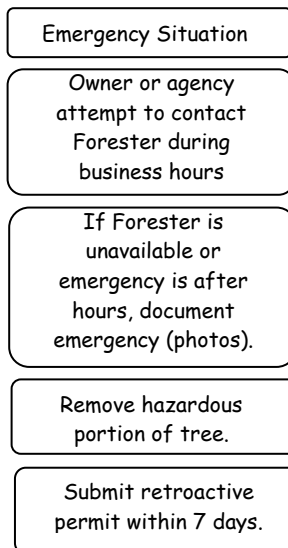 Emergency Situation
Owner or agency
attempt to contact
Forester during
business hours
If Forester is
unavailable or
emergency is after
hours, document
emergency (photos).
Remove hazardous
portion of tree.
Submit retroactive
permit within 7 days.